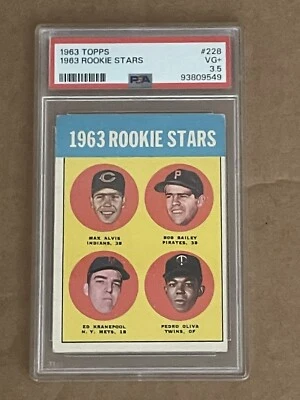 1963 TOPPS #228
1963 ROOKIE STARS VG+
3.5
PSA 93809549
1963 ROOKIE STARS
MAX ALVIS
INDIANS, 3B
BOB BAILEY
PIRATES, 3B
ED KRANEPOOL
N. Y. METS, 1B
PEDRO OLIVA
TWINS, OF